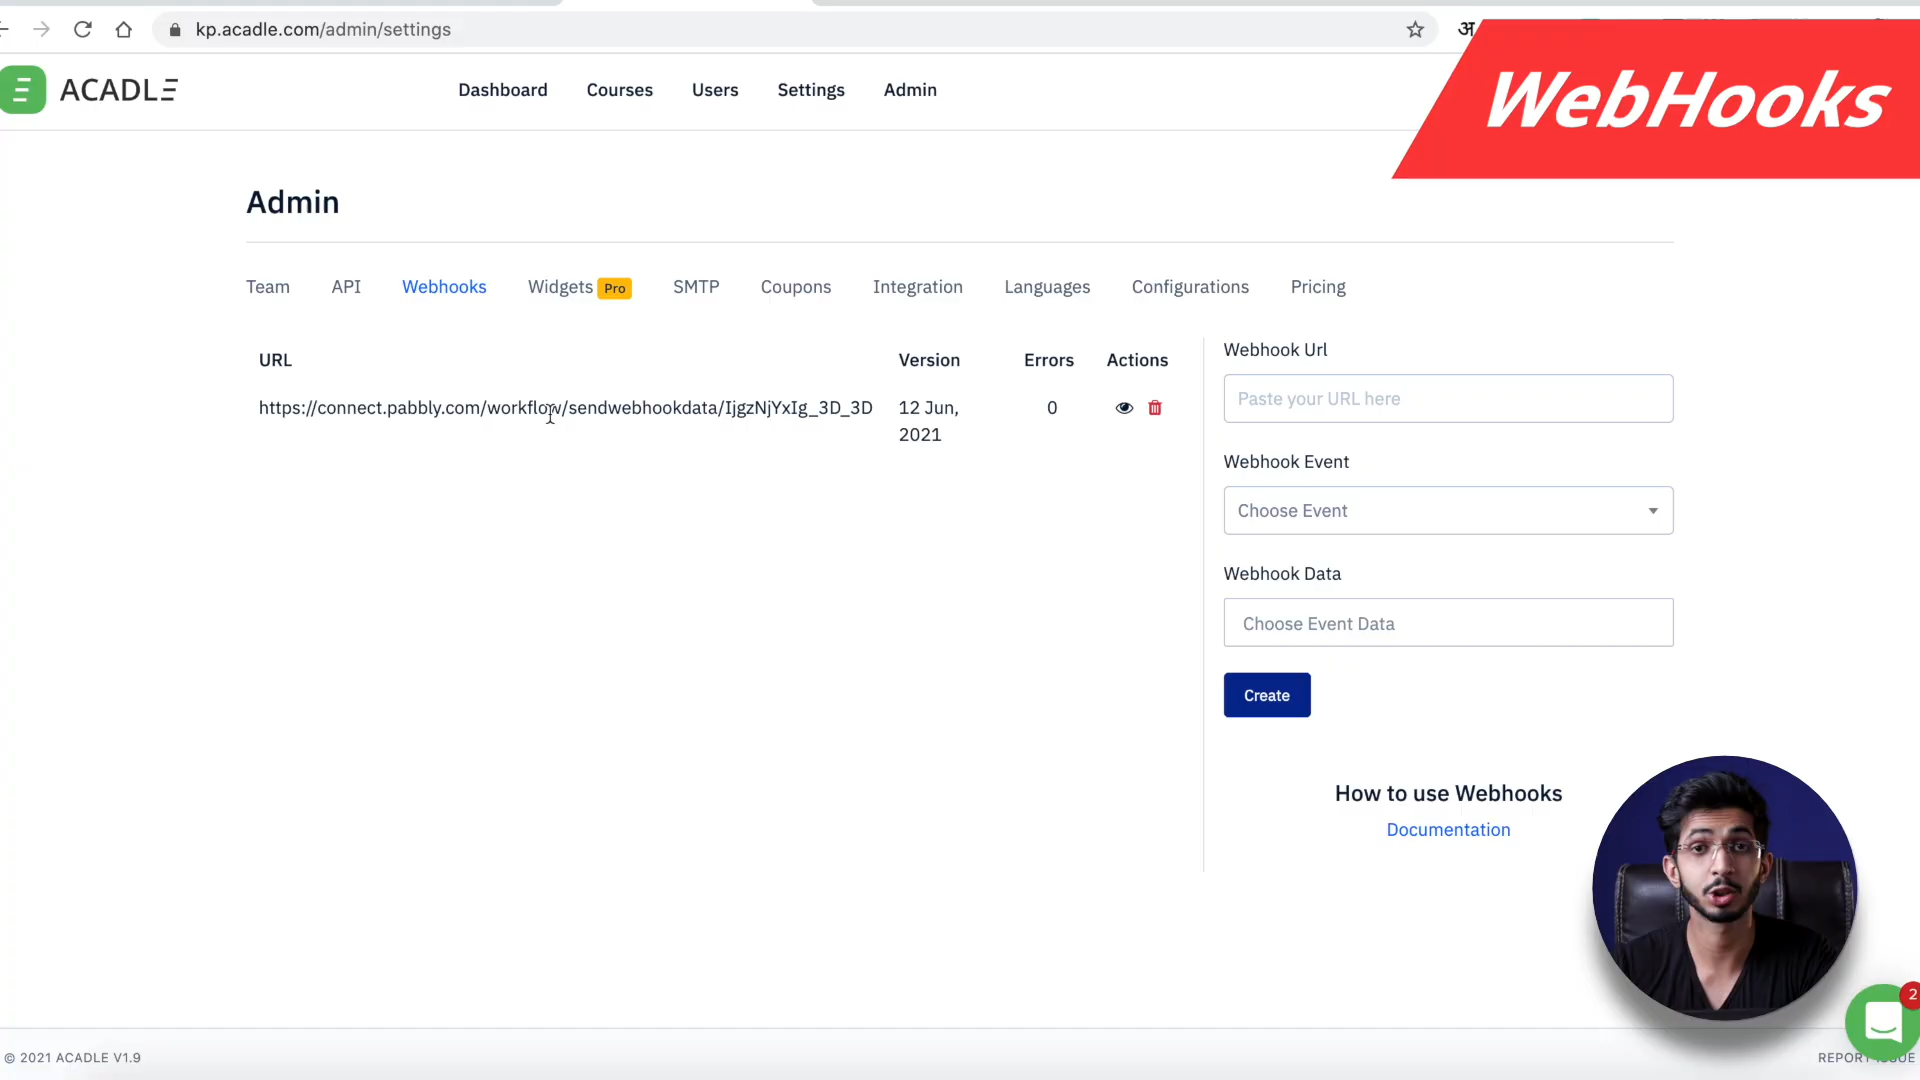 kp.acadle.com/admin/settings
अ
ACADLE
Dashboard
Courses
Users
Settings
Admin
WebHooks
Admin
Team
API
Webhooks
Widgets Pro
SMTP
Coupons
Integration
Languages
Configurations
Pricing
URL
Version
Errors
Actions
https://connect.pabbly.com/workflow/sendwebhookdata/IjgzNjYxIg_3D_3D
12 Jun,
2021
0
Webhook Url
Paste your URL here
Webhook Event
Choose Event
Webhook Data
Choose Event Data
Create
How to use Webhooks
Documentation
2
© 2021 ACADLE V1.9
REPORT ISSUE